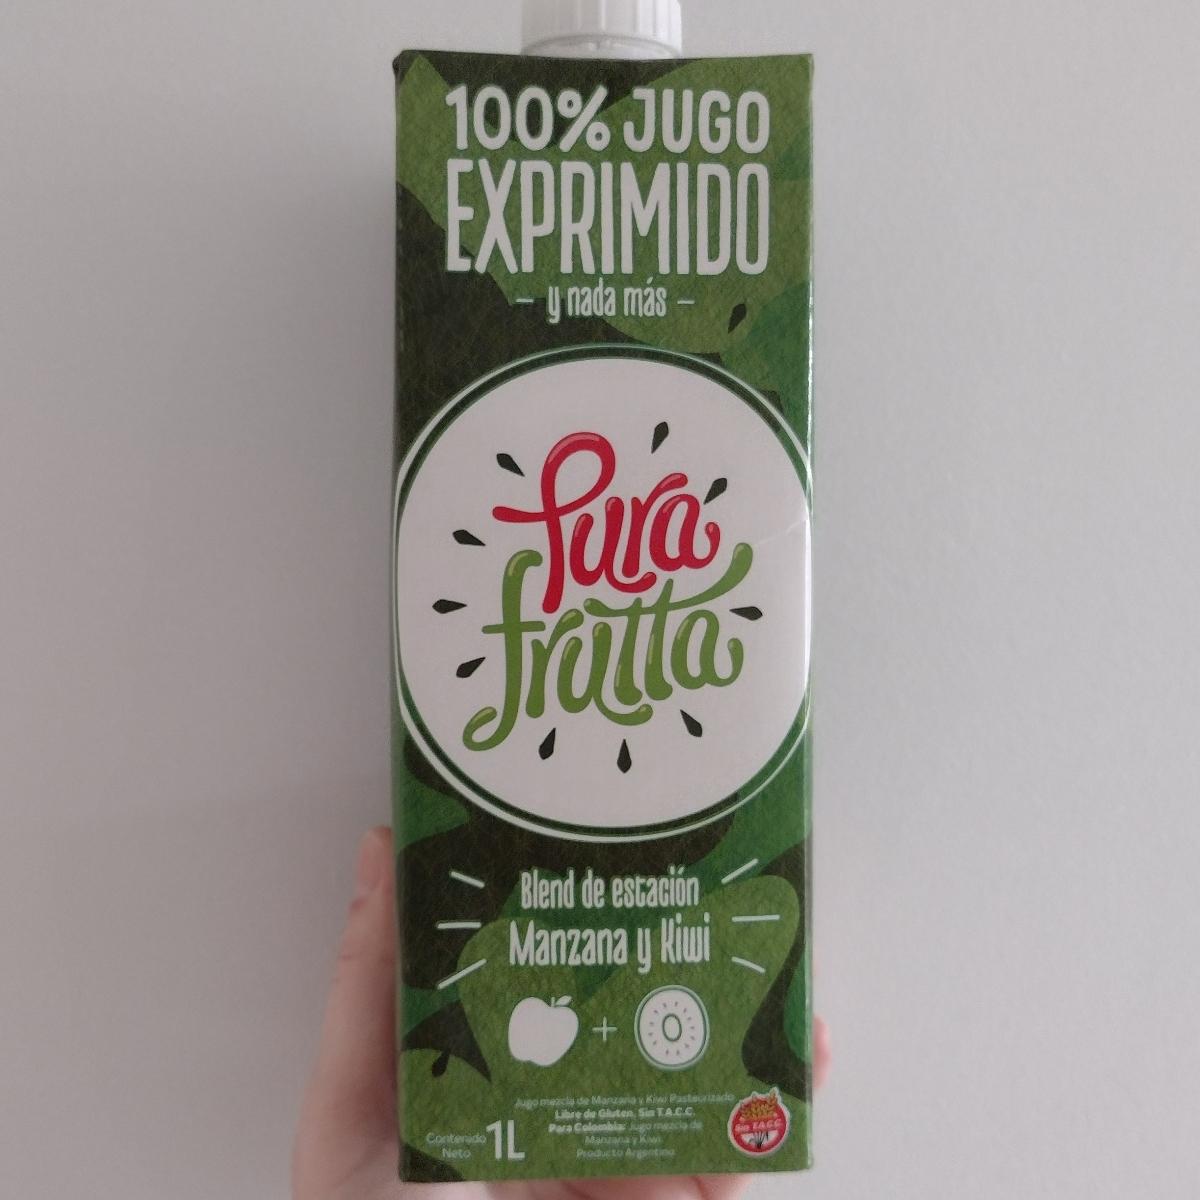 100% JUGO
EXPRIMIDO
– y nada más –
Pura
frutta
Blend de estación
Manzana y Kiwi
+
Jugo mezcla de Manzana y Kiwi Pasteurizado
Libre de Gluten. Sin T.A.C.C.
Para Colombia: Jugo mezcla de
Manzana y Kiwi.
Producto Argentino
Contenido
Neto
1L
Sin T.A.C.C.